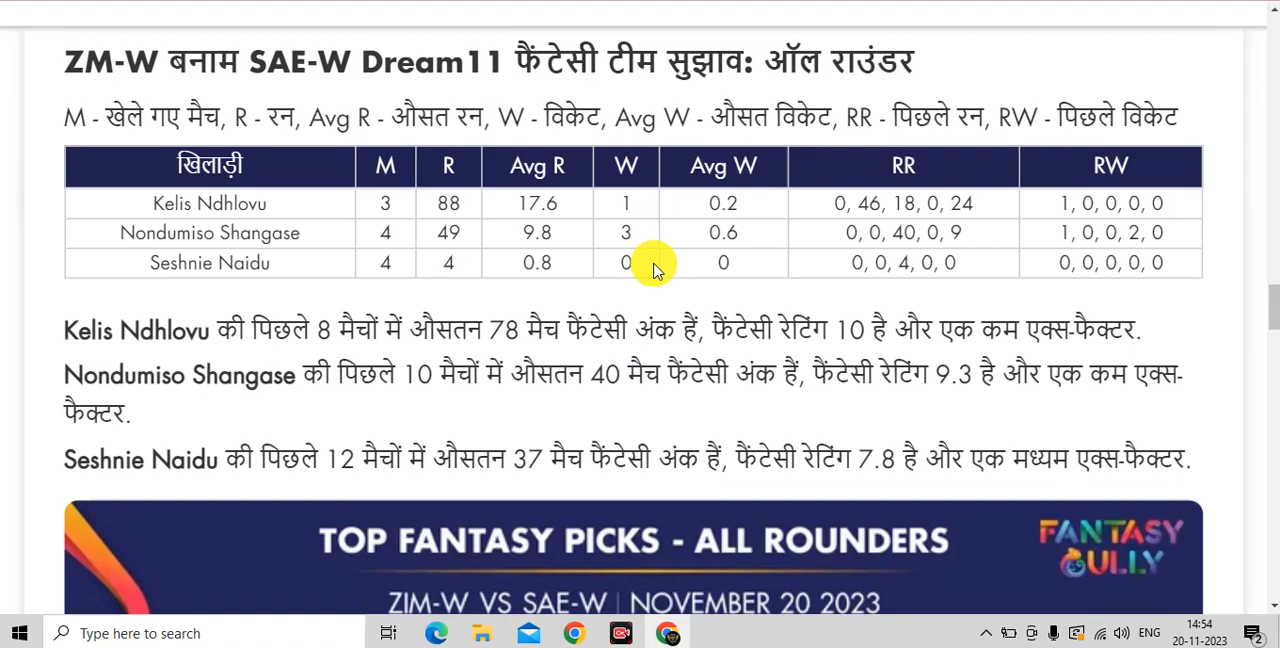 ZM-W बनाम SAE-W Dream11 फैंटेसी टीम सुझाव: ऑल राउंडर
M - खेले गए मैच, R - रन, Avg R - औसत रन, W - विकेट, Avg W - औसत विकेट, RR - पिछले रन, RW - पिछले विकेट
खिलाड़ी M R Avg R W Avg W RR RW
Kelis Ndhlovu 3 88 17.6 1 0.2 0, 46, 18, 0, 24 1, 0, 0, 0, 0
Nondumiso Shangase 4 49 9.8 3 0.6 0, 0, 40, 0, 9 1, 0, 0, 2, 0
Seshnie Naidu 4 4 0.8 0 0 0, 0, 4, 0, 0 0, 0, 0, 0, 0
Kelis Ndhlovu की पिछले 8 मैचों में औसतन 78 मैच फैंटेसी अंक हैं, फैंटेसी रेटिंग 10 है और एक कम एक्स-फैक्टर.
Nondumiso Shangase की पिछले 10 मैचों में औसतन 40 मैच फैंटेसी अंक हैं, फैंटेसी रेटिंग 9.3 है और एक कम एक्स-
फैक्टर.
Seshnie Naidu की पिछले 12 मैचों में औसतन 37 मैच फैंटेसी अंक हैं, फैंटेसी रेटिंग 7.8 है और एक मध्यम एक्स-फैक्टर.
TOP FANTASY PICKS - ALL ROUNDERS
FANTASY
GULLY
ZIM-W VS SAE-W | NOVEMBER 20 2023
Type here to search
ENG
14:54
20-11-2023
2